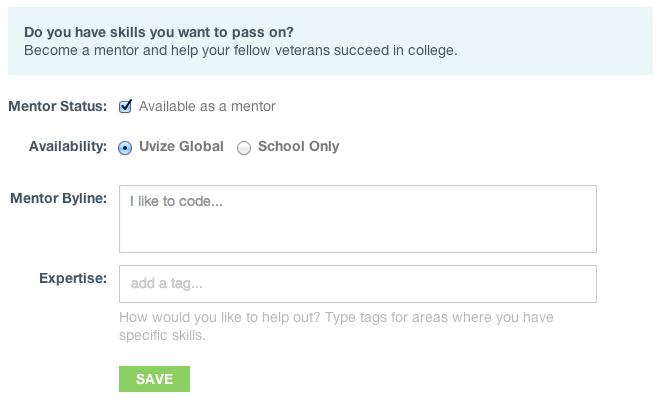 Do you have skills you want to pass on?
Become a mentor and help your fellow veterans succeed in college.
Mentor Status: Available as a mentor
Availability: Uvize Global School Only
Mentor Byline: I like to code...
Expertise: add a tag...
How would you like to help out? Type tags for areas where you have
specific skills.
SAVE